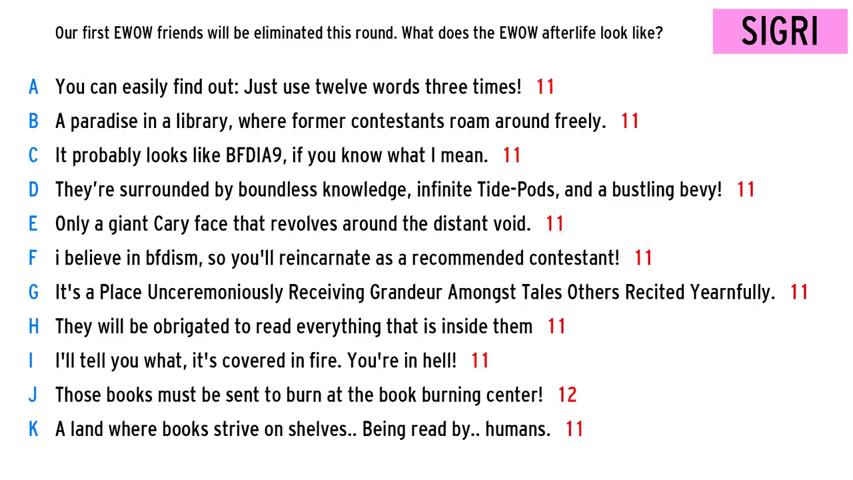 Our first EWOW friends will be eliminated this round. What does the EWOW afterlife look like?
SIGRI
A You can easily find out: Just use twelve words three times! 11
B A paradise in a library, where former contestants roam around freely. 11
C It probably looks like BFDIA9, if you know what I mean. 11
D They're surrounded by boundless knowledge, infinite Tide-Pods, and a bustling bevy! 11
E Only a giant Cary face that revolves around the distant void. 11
F i believe in bfdism, so you'll reincarnate as a recommended contestant! 11
G It's a Place Unceremoniously Receiving Grandeur Amongst Tales Others Recited Yearnfully. 11
H They will be obrigated to read everything that is inside them 11
I I'll tell you what, it's covered in fire. You're in hell! 11
J Those books must be sent to burn at the book burning center! 12
K A land where books strive on shelves.. Being read by.. humans. 11